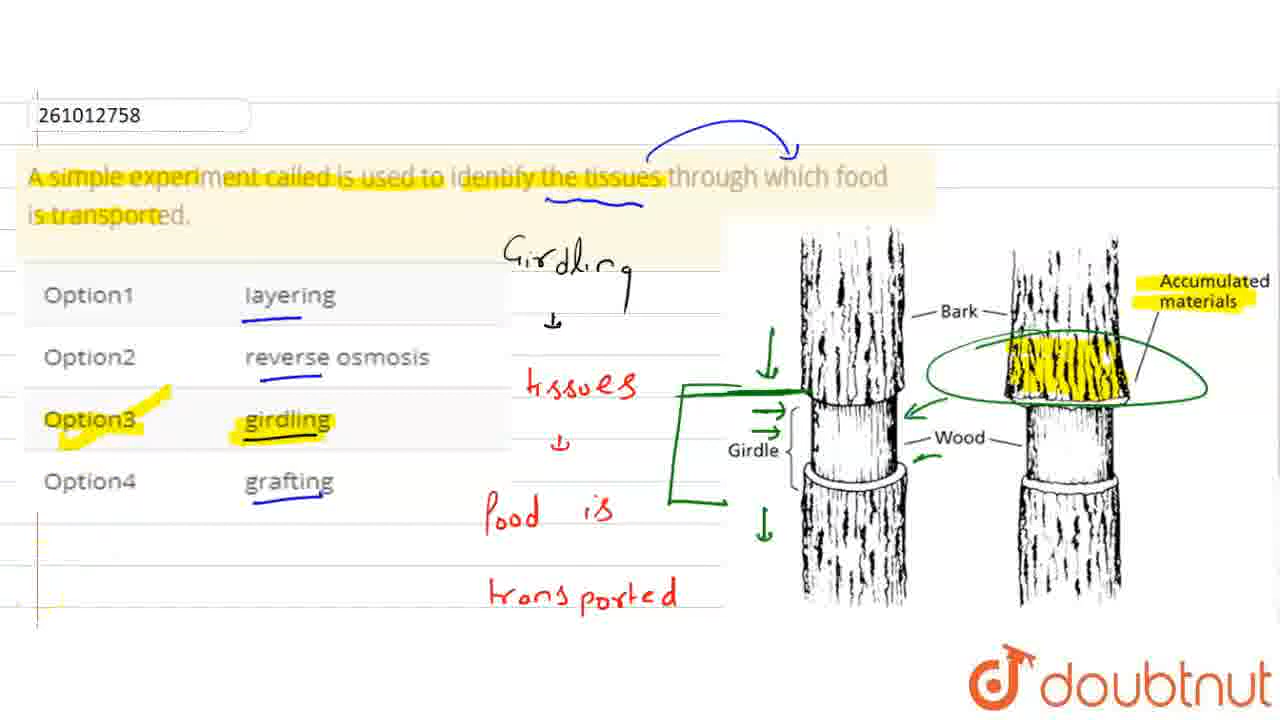 261012758
A simple experiment called is used to identify the tissues through which food
is transported.
Option1 layering
Option2 reverse osmosis
Option3 girdling
Option4 grafting
Girdling
tissues
food is
transported
Bark
Accumulated
materials
Girdle
Wood
doubtnut